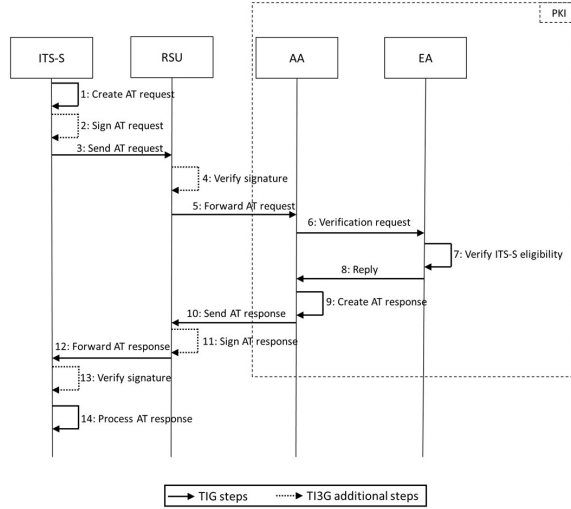 PKI
ITS-S
RSU
AA
EA
1: Create AT request
2: Sign AT request
3: Send AT request
4: Verify signature
5: Forward AT request
6: Verification request
7: Verify ITS-S eligibility
8: Reply
9: Create AT response
10: Send AT response
11: Sign AT response
12: Forward AT response
13: Verify signature
14: Process AT response
TIG steps
TI3G additional steps